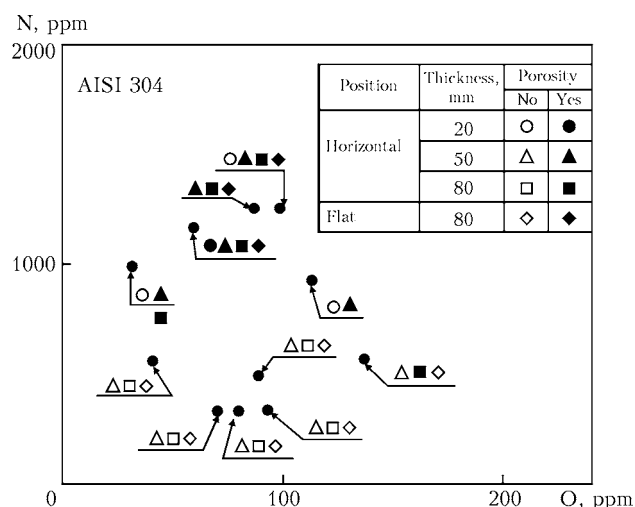 N, ppm
2000
AISI 304
Position
Thickness, mm
Porosity
No
Yes
Horizontal
20
50
80
Flat
80
1000
0
100
200
O, ppm